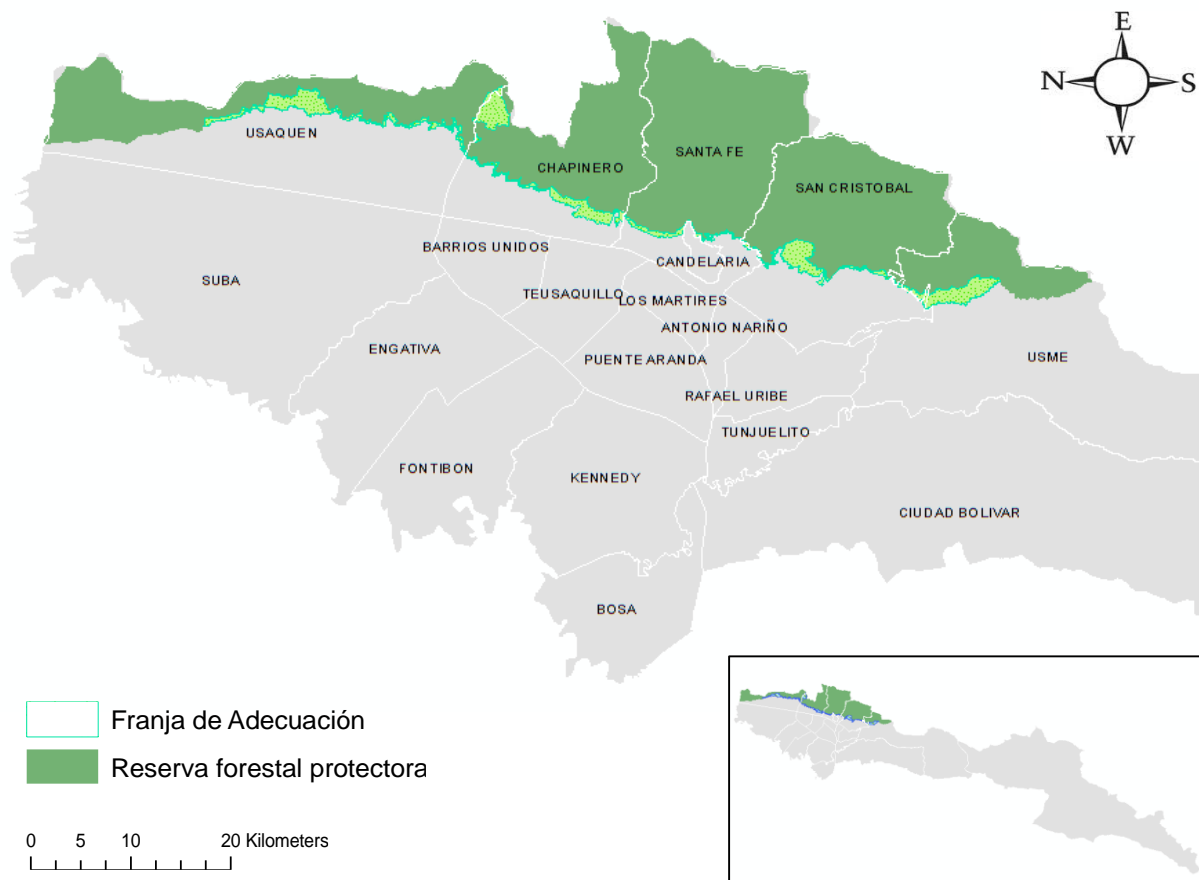 E
N S
W
USAQUEN
CHAPINERO
SANTA FE
SAN CRISTOBAL
BARRIOS UNIDOS
CANDELARIA
SUBA
TEUSAQUILLO
LOS MARTIRES
ANTONIO NARIÑO
ENGATIVA
PUENTE ARANDA
USME
RAFAEL URIBE
TUNJUELITO
FONTIBON
KENNEDY
CIUDAD BOLIVAR
BOSA
Franja de Adecuación
Reserva forestal protectora
0 5 10 20 Kilometers